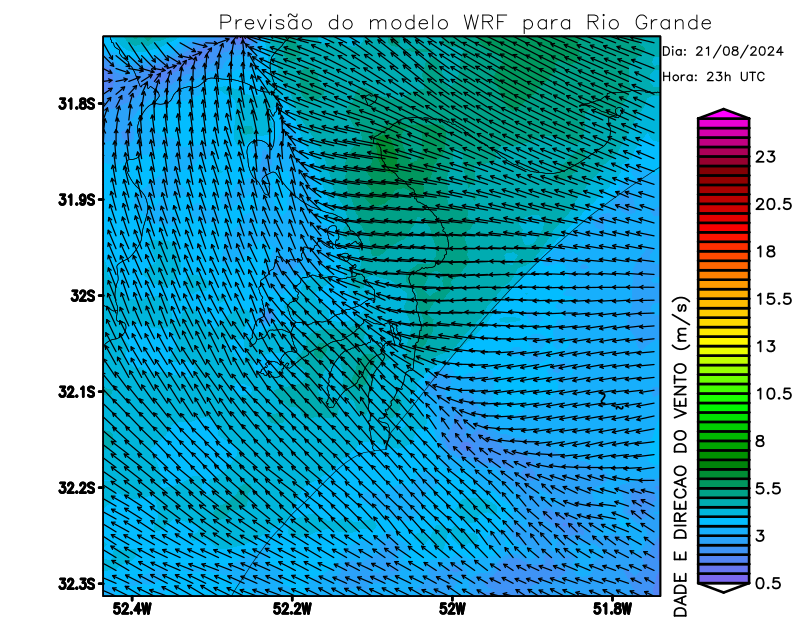 Previsão do modelo WRF para Rio Grande
Dia: 21/08/2024
Hora: 23h UTC
31.8S
31.9S
32S
32.1S
32.2S
32.3S
52.4W
52.2W
52W
51.8W
DADE E DIRECAO DO VENTO (m/s)
23
20.5
18
15.5
13
10.5
8
5.5
3
0.5